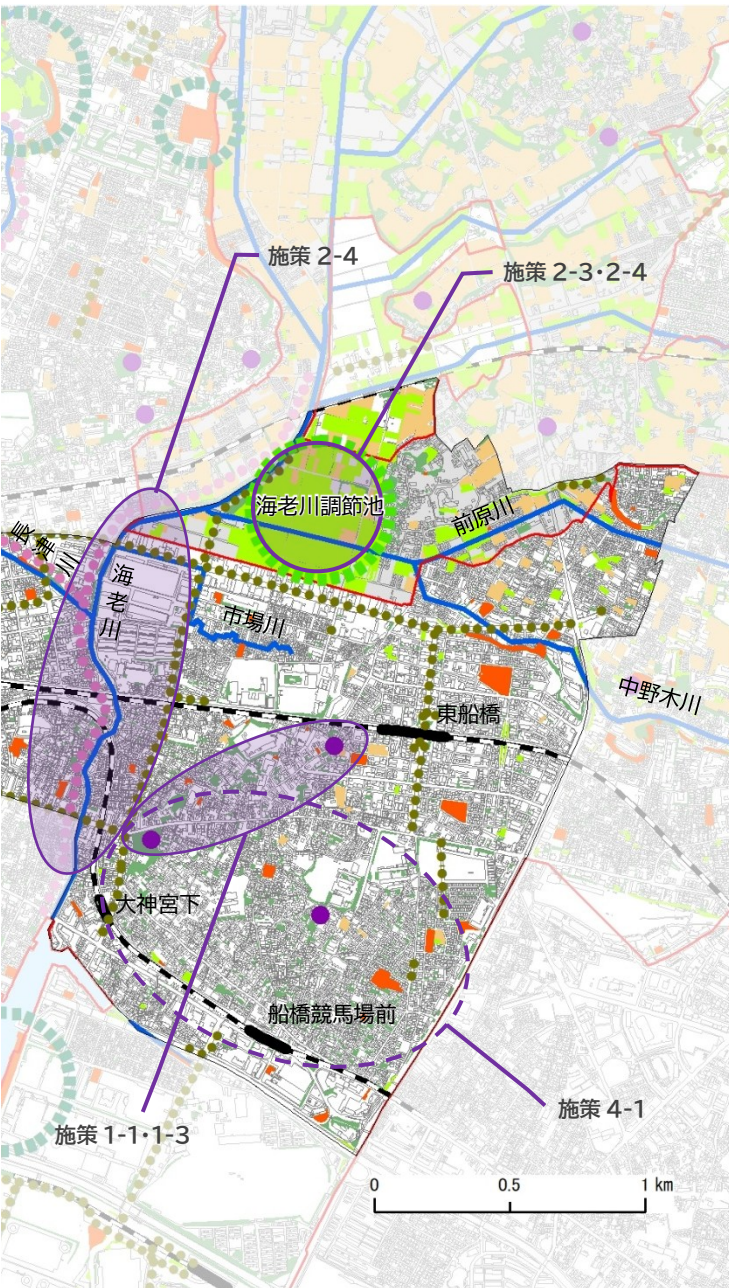 施策 2-4
施策 2-3・2-4
海老川調節池
前原川
長津川
海老川
市場川
中野木川
東船橋
大神宮下
船橋競馬場前
施策 4-1
施策 1-1・1-3
0 0.5 1 km